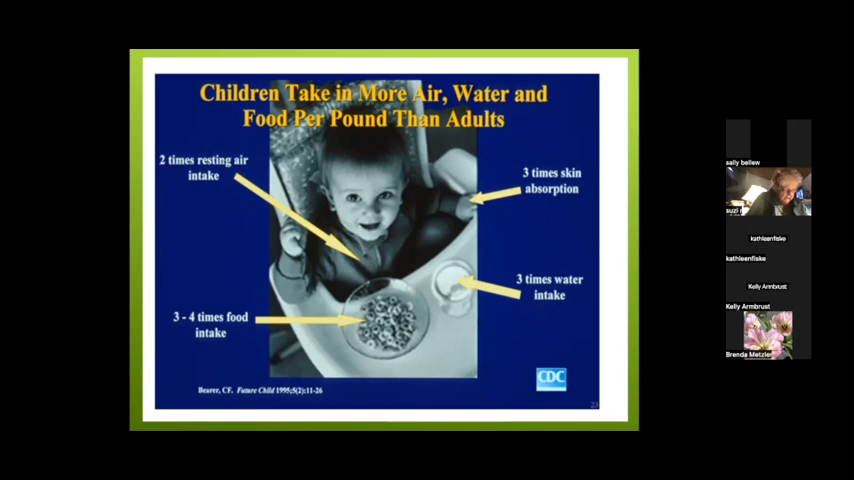 Children Take in More Air, Water and
Food Per Pound Than Adults
2 times resting air
intake
3 times skin
absorption
3 times water
intake
3 - 4 times food
intake
CDC
Bearer, CF. Future Child 1995;5(2):11-26
23
sally bellew
suzi
kathleenfiske
kathleenfiske
Kelly Armbrust
Kelly Armbrust
Brenda Metzler